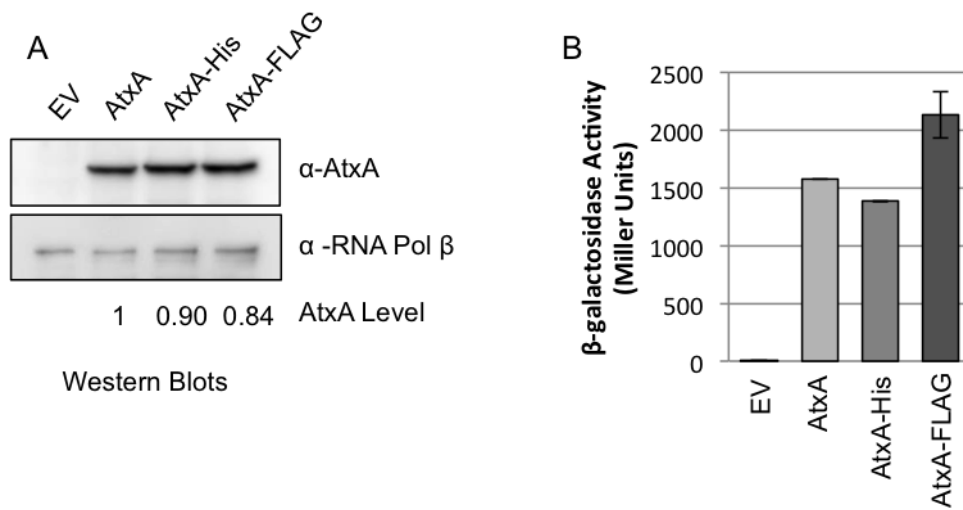 A
EV
AtxA
AtxA-His
AtxA-FLAG
α-AtxA
α -RNA Pol β
1 0.90 0.84 AtxA Level
Western Blots
B
β-galactosidase Activity
(Miller Units)
2500
2000
1500
1000
500
0
EV
AtxA
AtxA-His
AtxA-FLAG